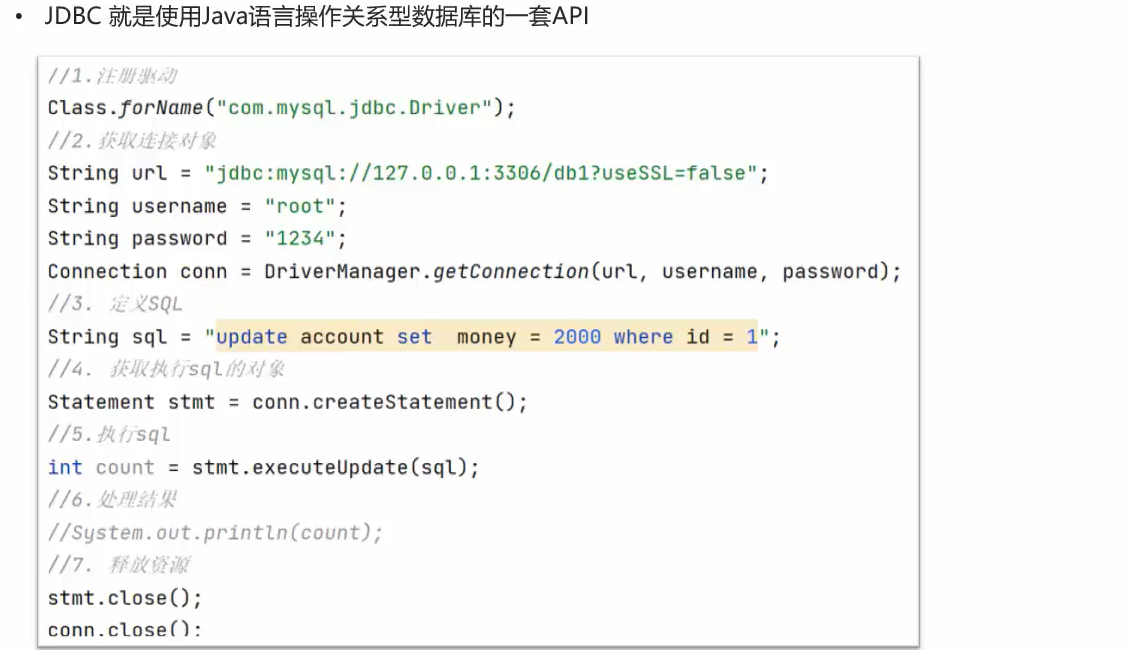 • JDBC 就是使用Java语言操作关系型数据库的一套API
//1.注册驱动
Class.forName("com.mysql.jdbc.Driver");
//2.获取连接对象
String url = "jdbc:mysql://127.0.0.1:3306/db1?useSSL=false";
String username = "root";
String password = "1234";
Connection conn = DriverManager.getConnection(url, username, password);
//3. 定义SQL
String sql = "update account set  money = 2000 where id = 1";
//4. 获取执行sql的对象
Statement stmt = conn.createStatement();
//5.执行sql
int count = stmt.executeUpdate(sql);
//6.处理结果
//System.out.println(count);
//7. 释放资源
stmt.close();
conn.close();